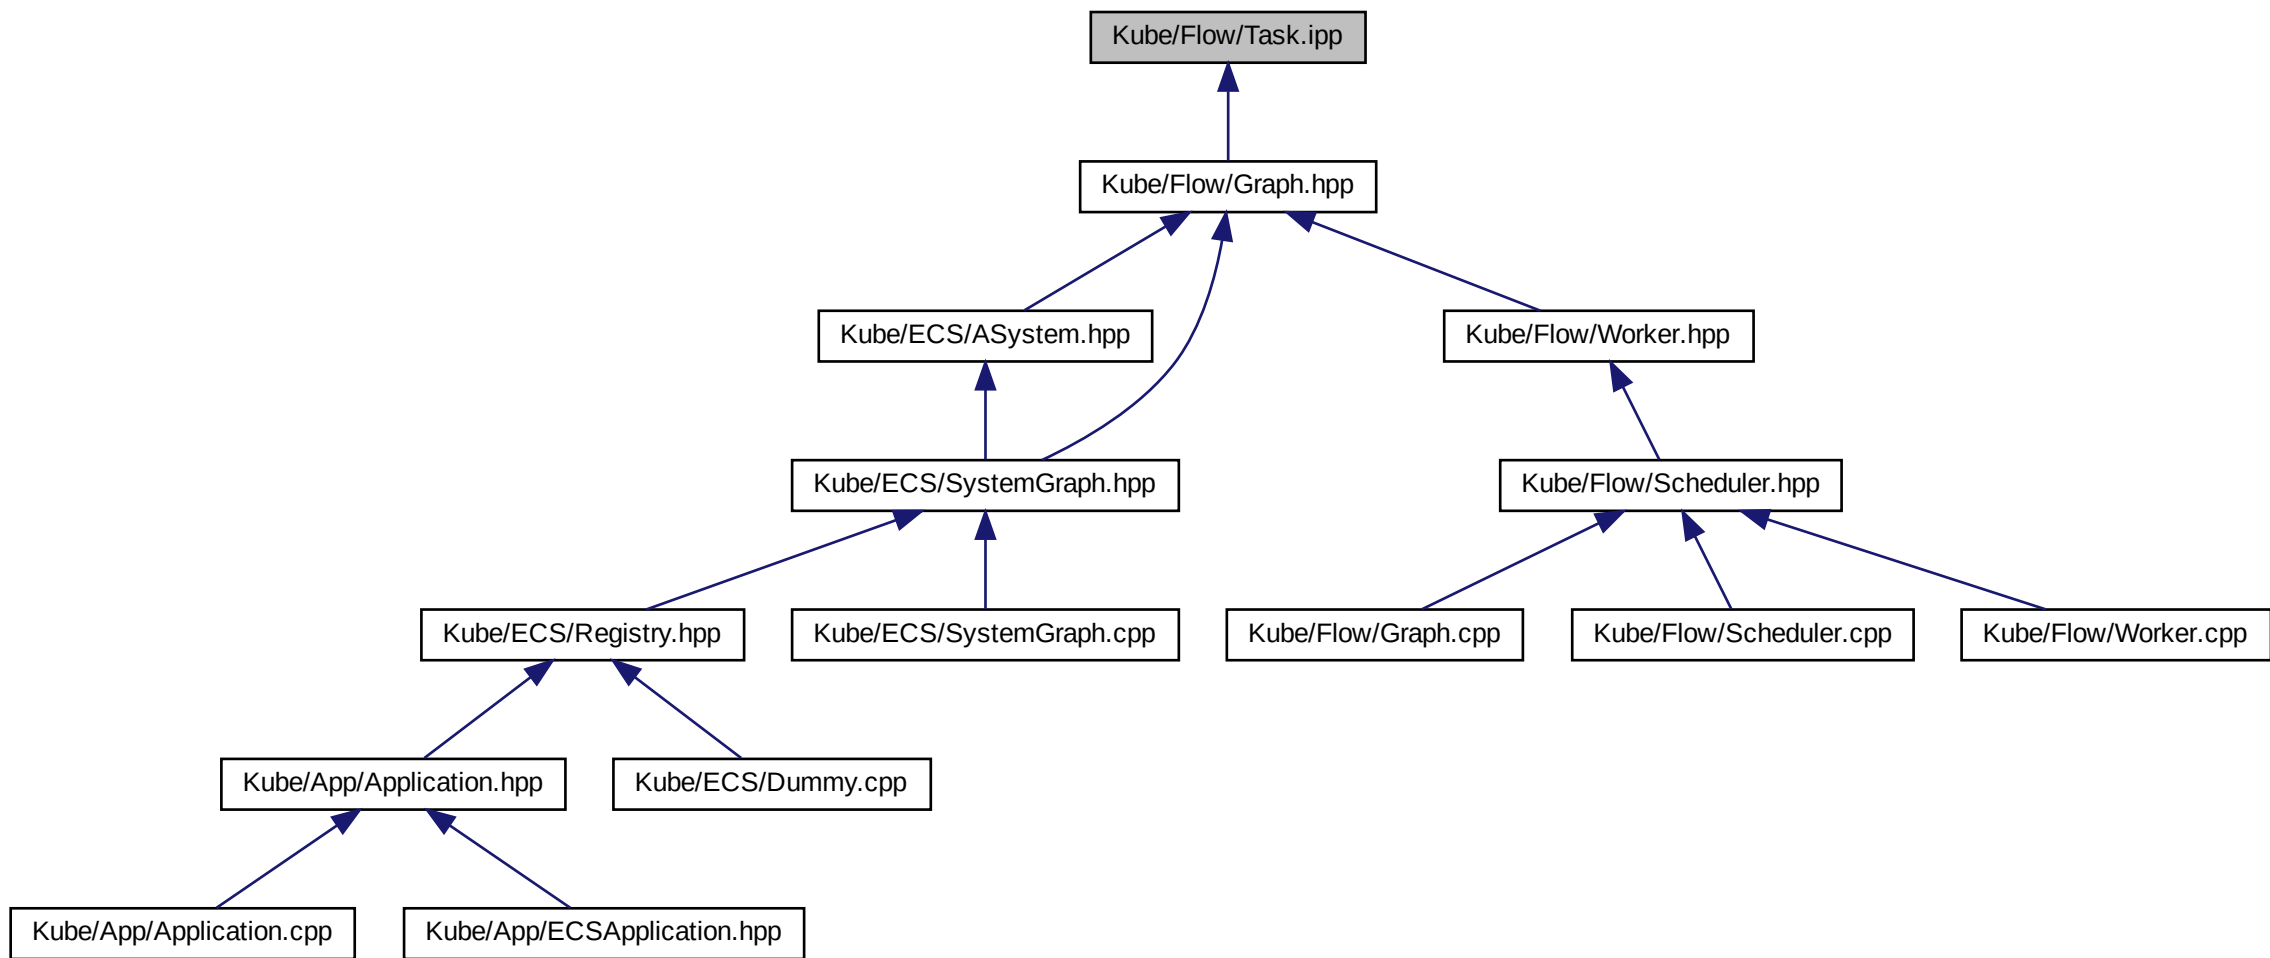 Kube/Flow/Task.ipp
Kube/Flow/Graph.hpp
Kube/ECS/ASystem.hpp
Kube/Flow/Worker.hpp
Kube/ECS/SystemGraph.hpp
Kube/Flow/Scheduler.hpp
Kube/ECS/Registry.hpp
Kube/ECS/SystemGraph.cpp
Kube/Flow/Graph.cpp
Kube/Flow/Scheduler.cpp
Kube/Flow/Worker.cpp
Kube/App/Application.hpp
Kube/ECS/Dummy.cpp
Kube/App/Application.cpp
Kube/App/ECSApplication.hpp